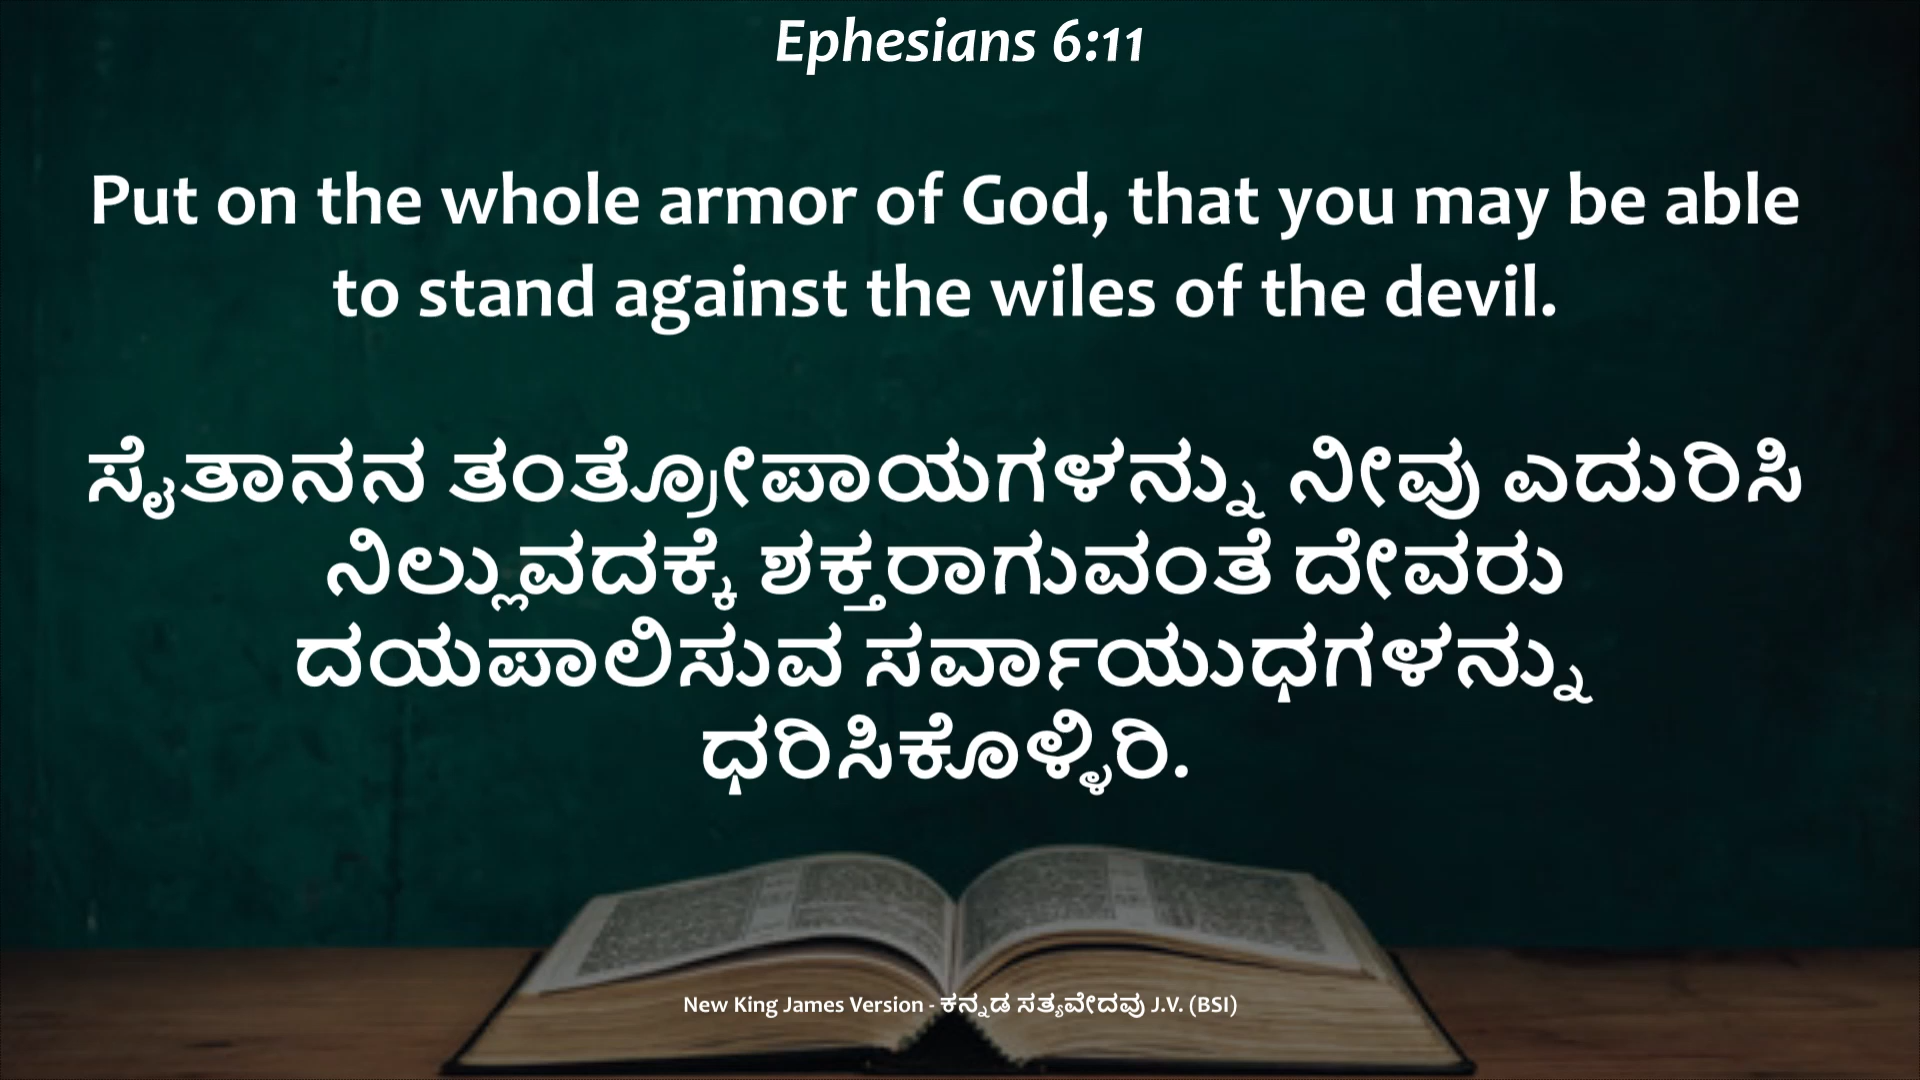 Ephesians 6:11
Put on the whole armor of God, that you may be able
to stand against the wiles of the devil.
ಸೈತಾನನ ತಂತ್ರೋಪಾಯಗಳನ್ನು ನೀವು ಎದುರಿಸಿ
ನಿಲ್ಲುವದಕ್ಕೆ ಶಕ್ತರಾಗುವಂತೆ ದೇವರು
ದಯಪಾಲಿಸುವ ಸರ್ವಾಯುಧಗಳನ್ನು
ಧರಿಸಿಕೊಳ್ಳಿರಿ.
New King James Version - ಕನ್ನಡ ಸತ್ಯವೇದವು J.V. (BSI)